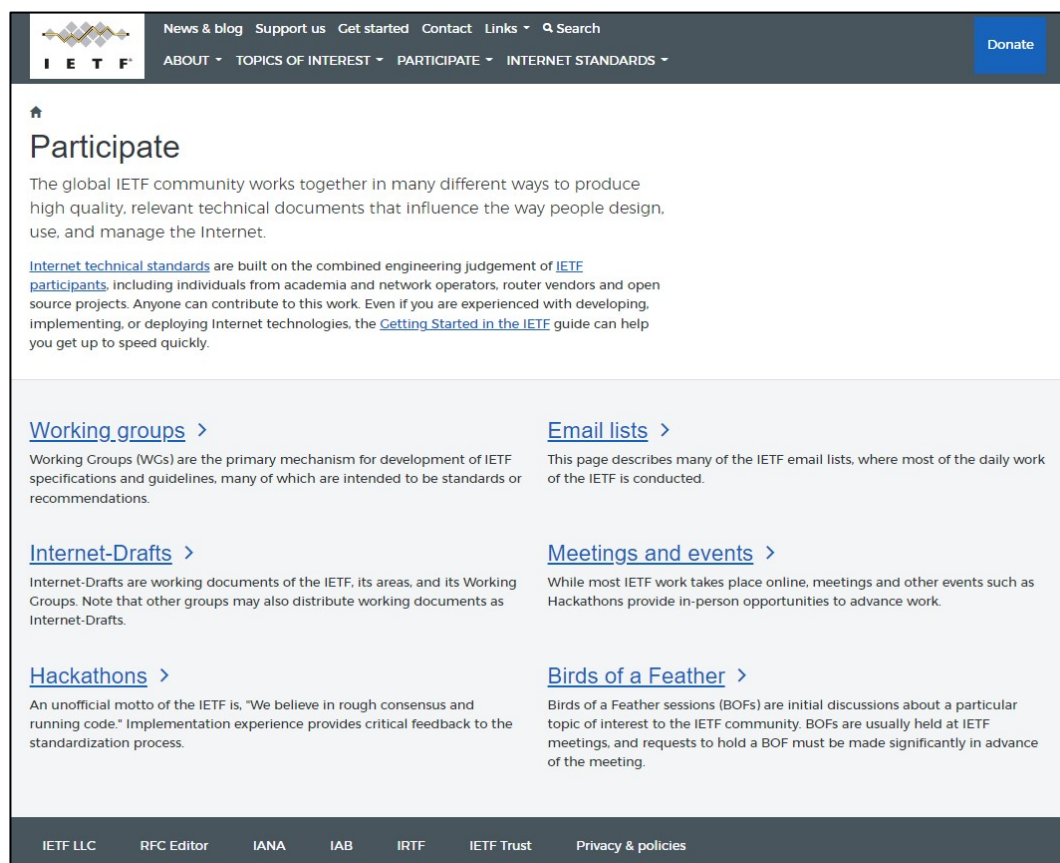 News & blog Support us Get started Contact Links Search
IETF®
ABOUT TOPICS OF INTEREST PARTICIPATE INTERNET STANDARDS
Donate
Participate
The global IETF community works together in many different ways to produce
high quality, relevant technical documents that influence the way people design,
use, and manage the Internet.
Internet technical standards are built on the combined engineering judgement of IETF
participants, including individuals from academia and network operators, router vendors and open
source projects. Anyone can contribute to this work. Even if you are experienced with developing,
implementing, or deploying Internet technologies, the Getting Started in the IETF guide can help
you get up to speed quickly.
Working groups >
Working Groups (WGs) are the primary mechanism for development of IETF
specifications and guidelines, many of which are intended to be standards or
recommendations.
Email lists >
This page describes many of the IETF email lists, where most of the daily work
of the IETF is conducted.
Internet-Drafts >
Internet-Drafts are working documents of the IETF, its areas, and its Working
Groups. Note that other groups may also distribute working documents as
Internet-Drafts.
Meetings and events >
While most IETF work takes place online, meetings and other events such as
Hackathons provide in-person opportunities to advance work.
Hackathons >
An unofficial motto of the IETF is, "We believe in rough consensus and
running code." Implementation experience provides critical feedback to the
standardization process.
Birds of a Feather >
Birds of a Feather sessions (BOFs) are initial discussions about a particular
topic of interest to the IETF community. BOFs are usually held at IETF
meetings, and requests to hold a BOF must be made significantly in advance
of the meeting.
IETF LLC RFC Editor IANA IAB IRTF IETF Trust Privacy & policies